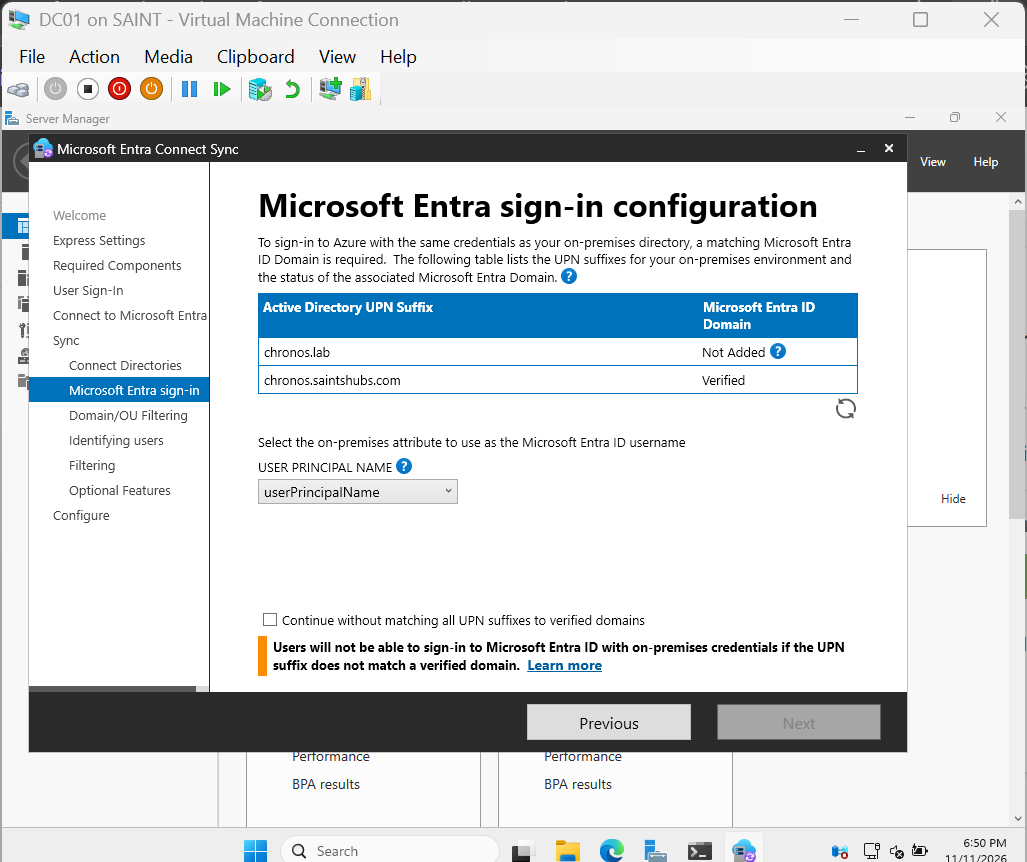 DC01 on SAINT - Virtual Machine Connection
File Action Media Clipboard View Help
Server Manager
Microsoft Entra Connect Sync
View Help
Welcome
Express Settings
Required Components
User Sign-In
Connect to Microsoft Entra
Sync
Connect Directories
Microsoft Entra sign-in
Domain/OU Filtering
Identifying users
Filtering
Optional Features
Configure
Microsoft Entra sign-in configuration
To sign-in to Azure with the same credentials as your on-premises directory, a matching Microsoft Entra
ID Domain is required. The following table lists the UPN suffixes for your on-premises environment and
the status of the associated Microsoft Entra Domain. ?
Active Directory UPN Suffix Microsoft Entra ID
Domain
chronos.lab Not Added ?
chronos.saintshubs.com Verified
Select the on-premises attribute to use as the Microsoft Entra ID username
USER PRINCIPAL NAME ?
userPrincipalName
Hide
Continue without matching all UPN suffixes to verified domains
Users will not be able to sign-in to Microsoft Entra ID with on-premises credentials if the UPN
suffix does not match a verified domain. Learn more
Previous Next
Performance Performance
BPA results BPA results
Search
6:50 PM
11/11/2026